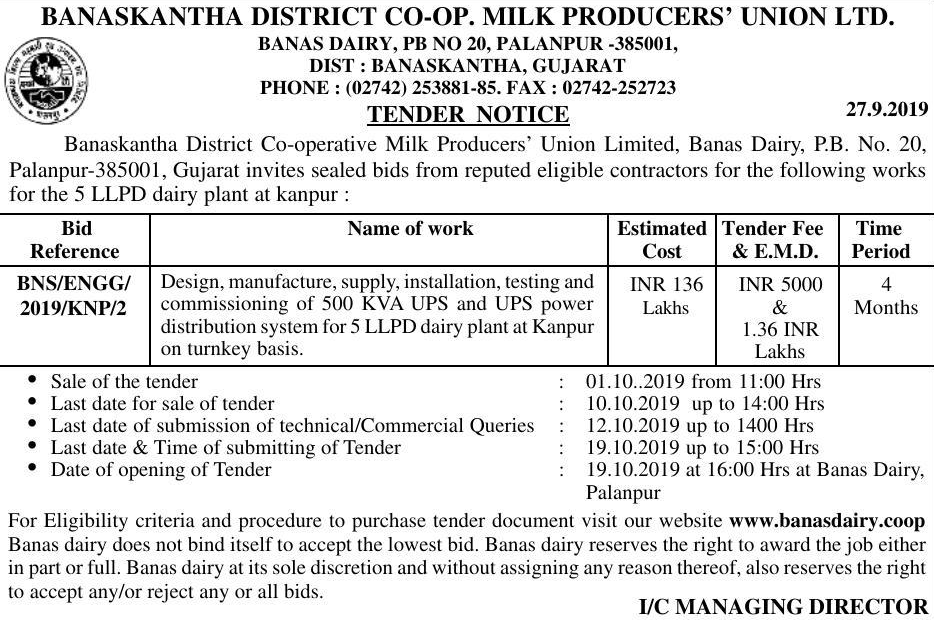 BANASKANTHA DISTRICT CO-OP. MILK PRODUCERS' UNION LTD.
BANAS DAIRY, PB NO 20, PALANPUR -385001,
DIST : BANASKANTHA, GUJARAT
PHONE : (02742) 253881-85. FAX : 02742-252723
TENDER NOTICE
27.9.2019
Banaskantha District Co-operative Milk Producers' Union Limited, Banas Dairy, P.B. No. 20,
Palanpur-385001, Gujarat invites sealed bids from reputed eligible contractors for the following works
for the 5 LLPD dairy plant at kanpur :
Bid Reference
Name of work
Estimated Cost
Tender Fee & E.M.D.
Time Period
BNS/ENGG/
2019/KNP/2
Design, manufacture, supply, installation, testing and
commissioning of 500 KVA UPS and UPS power
distribution system for 5 LLPD dairy plant at Kanpur
on turnkey basis.
INR 136
Lakhs
INR 5000
&
1.36 INR
Lakhs
4
Months
• Sale of the tender : 01.10..2019 from 11:00 Hrs
• Last date for sale of tender : 10.10.2019 up to 14:00 Hrs
• Last date of submission of technical/Commercial Queries : 12.10.2019 up to 1400 Hrs
• Last date & Time of submitting of Tender : 19.10.2019 up to 15:00 Hrs
• Date of opening of Tender : 19.10.2019 at 16:00 Hrs at Banas Dairy,
Palanpur
For Eligibility criteria and procedure to purchase tender document visit our website www.banasdairy.coop
Banas dairy does not bind itself to accept the lowest bid. Banas dairy reserves the right to award the job either
in part or full. Banas dairy at its sole discretion and without assigning any reason thereof, also reserves the right
to accept any/or reject any or all bids.
I/C MANAGING DIRECTOR